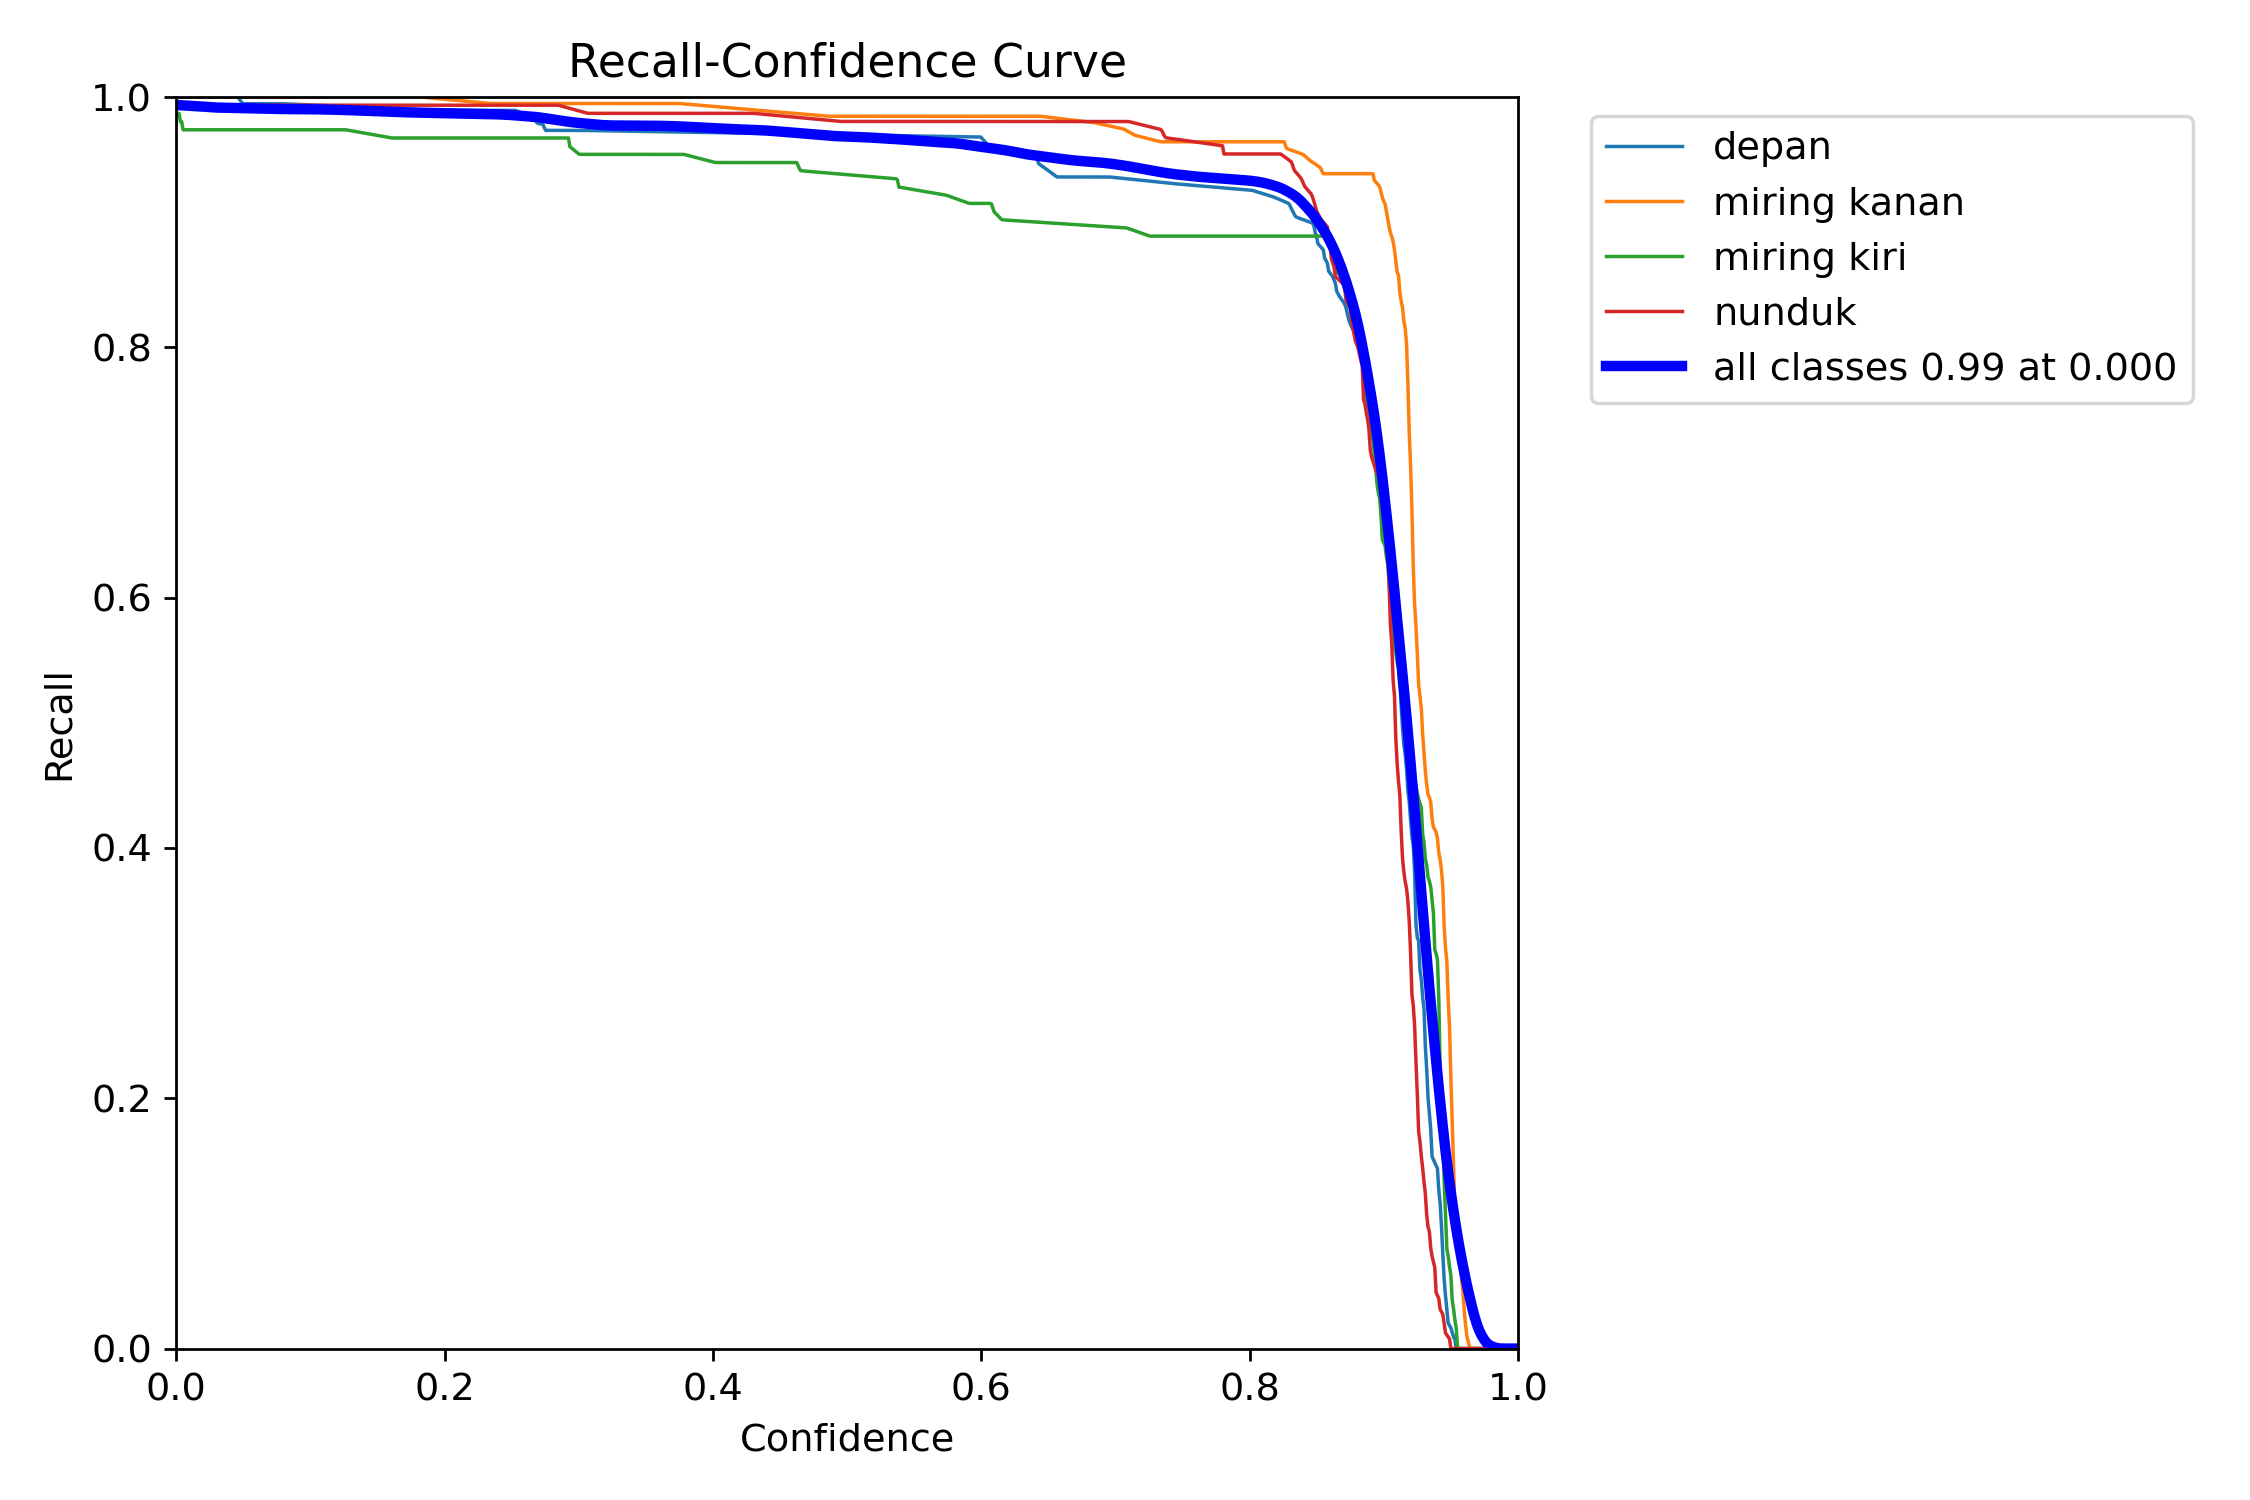 Recall-Confidence Curve
1.0
0.8
0.6
0.4
0.2
0.0
Recall
0.0 0.2 0.4 0.6 0.8 1.0
Confidence
depan
miring kanan
miring kiri
nunduk
all classes 0.99 at 0.000